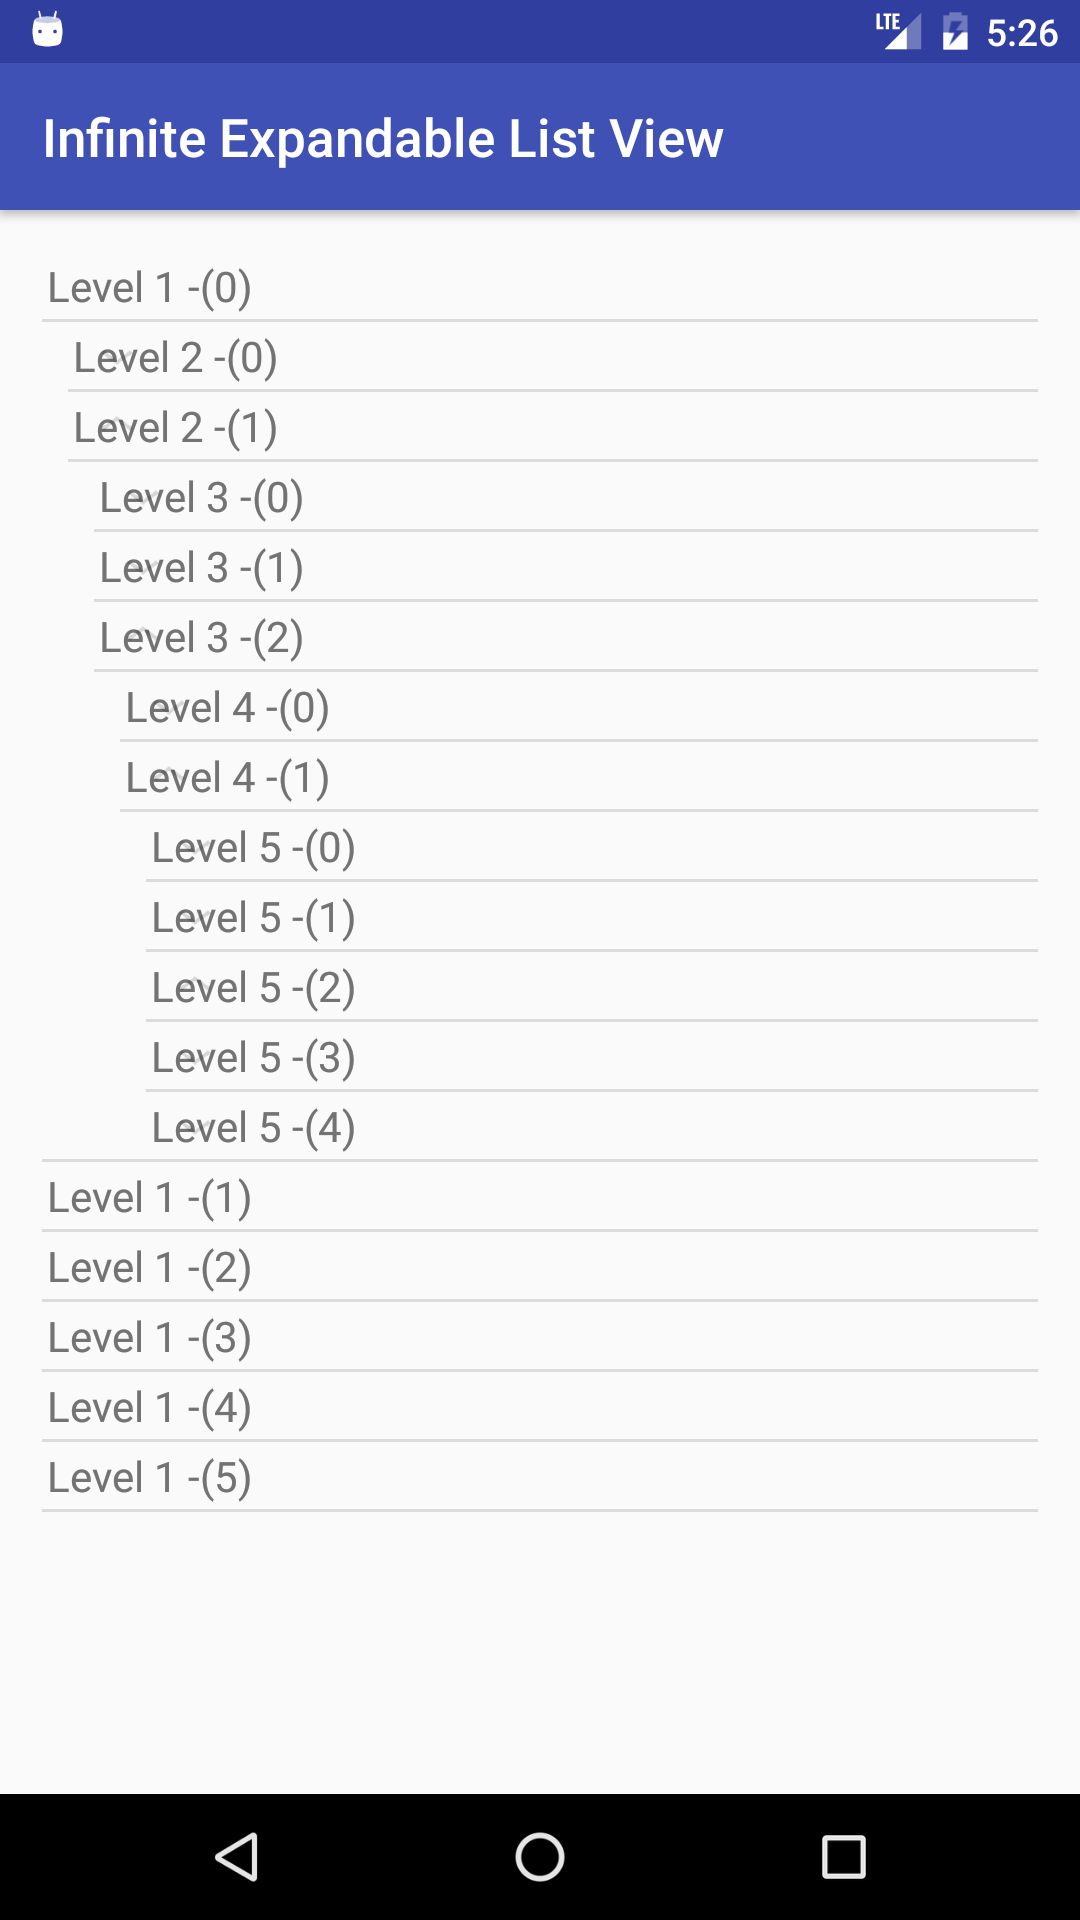 LTE 5:26
Infinite Expandable List View
Level 1 -(0)
Level 2 -(0)
Level 2 -(1)
Level 3 -(0)
Level 3 -(1)
Level 3 -(2)
Level 4 -(0)
Level 4 -(1)
Level 5 -(0)
Level 5 -(1)
Level 5 -(2)
Level 5 -(3)
Level 5 -(4)
Level 1 -(1)
Level 1 -(2)
Level 1 -(3)
Level 1 -(4)
Level 1 -(5)